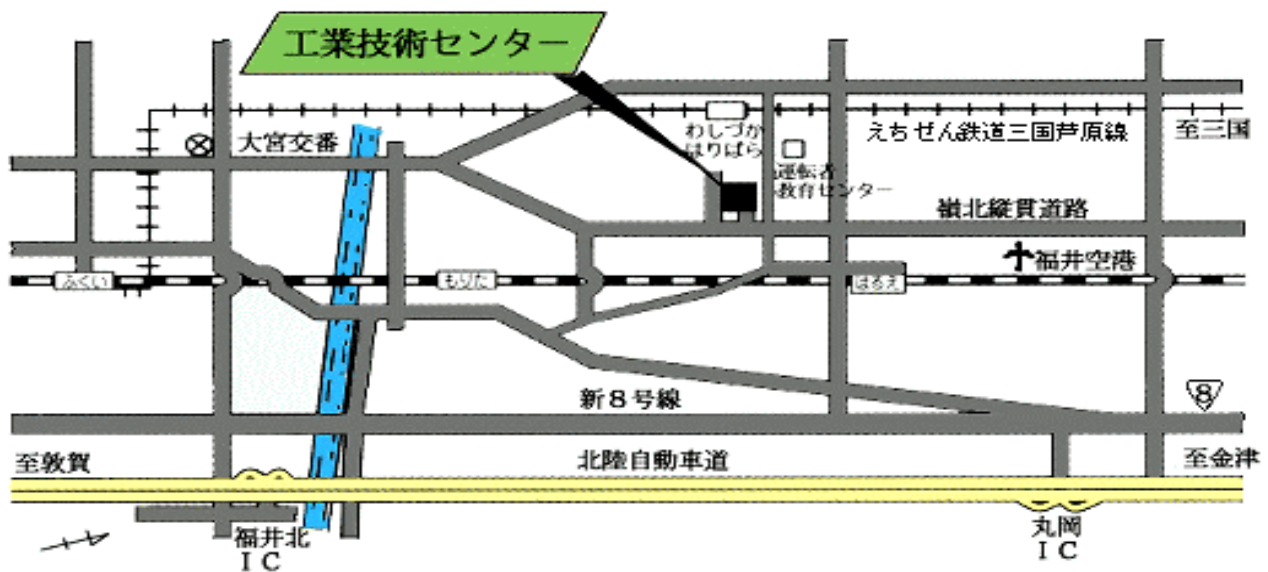 工業技術センター
大宮交番
わしづか
はりばら
えちぜん鉄道三国芦原線
至三国
運転者
教育センター
嶺北縦貫道路
福井空港
ふくい
もりた
はるえ
新8号線
8
至敦賀
北陸自動車道
至金津
福井北
IC
丸岡
IC